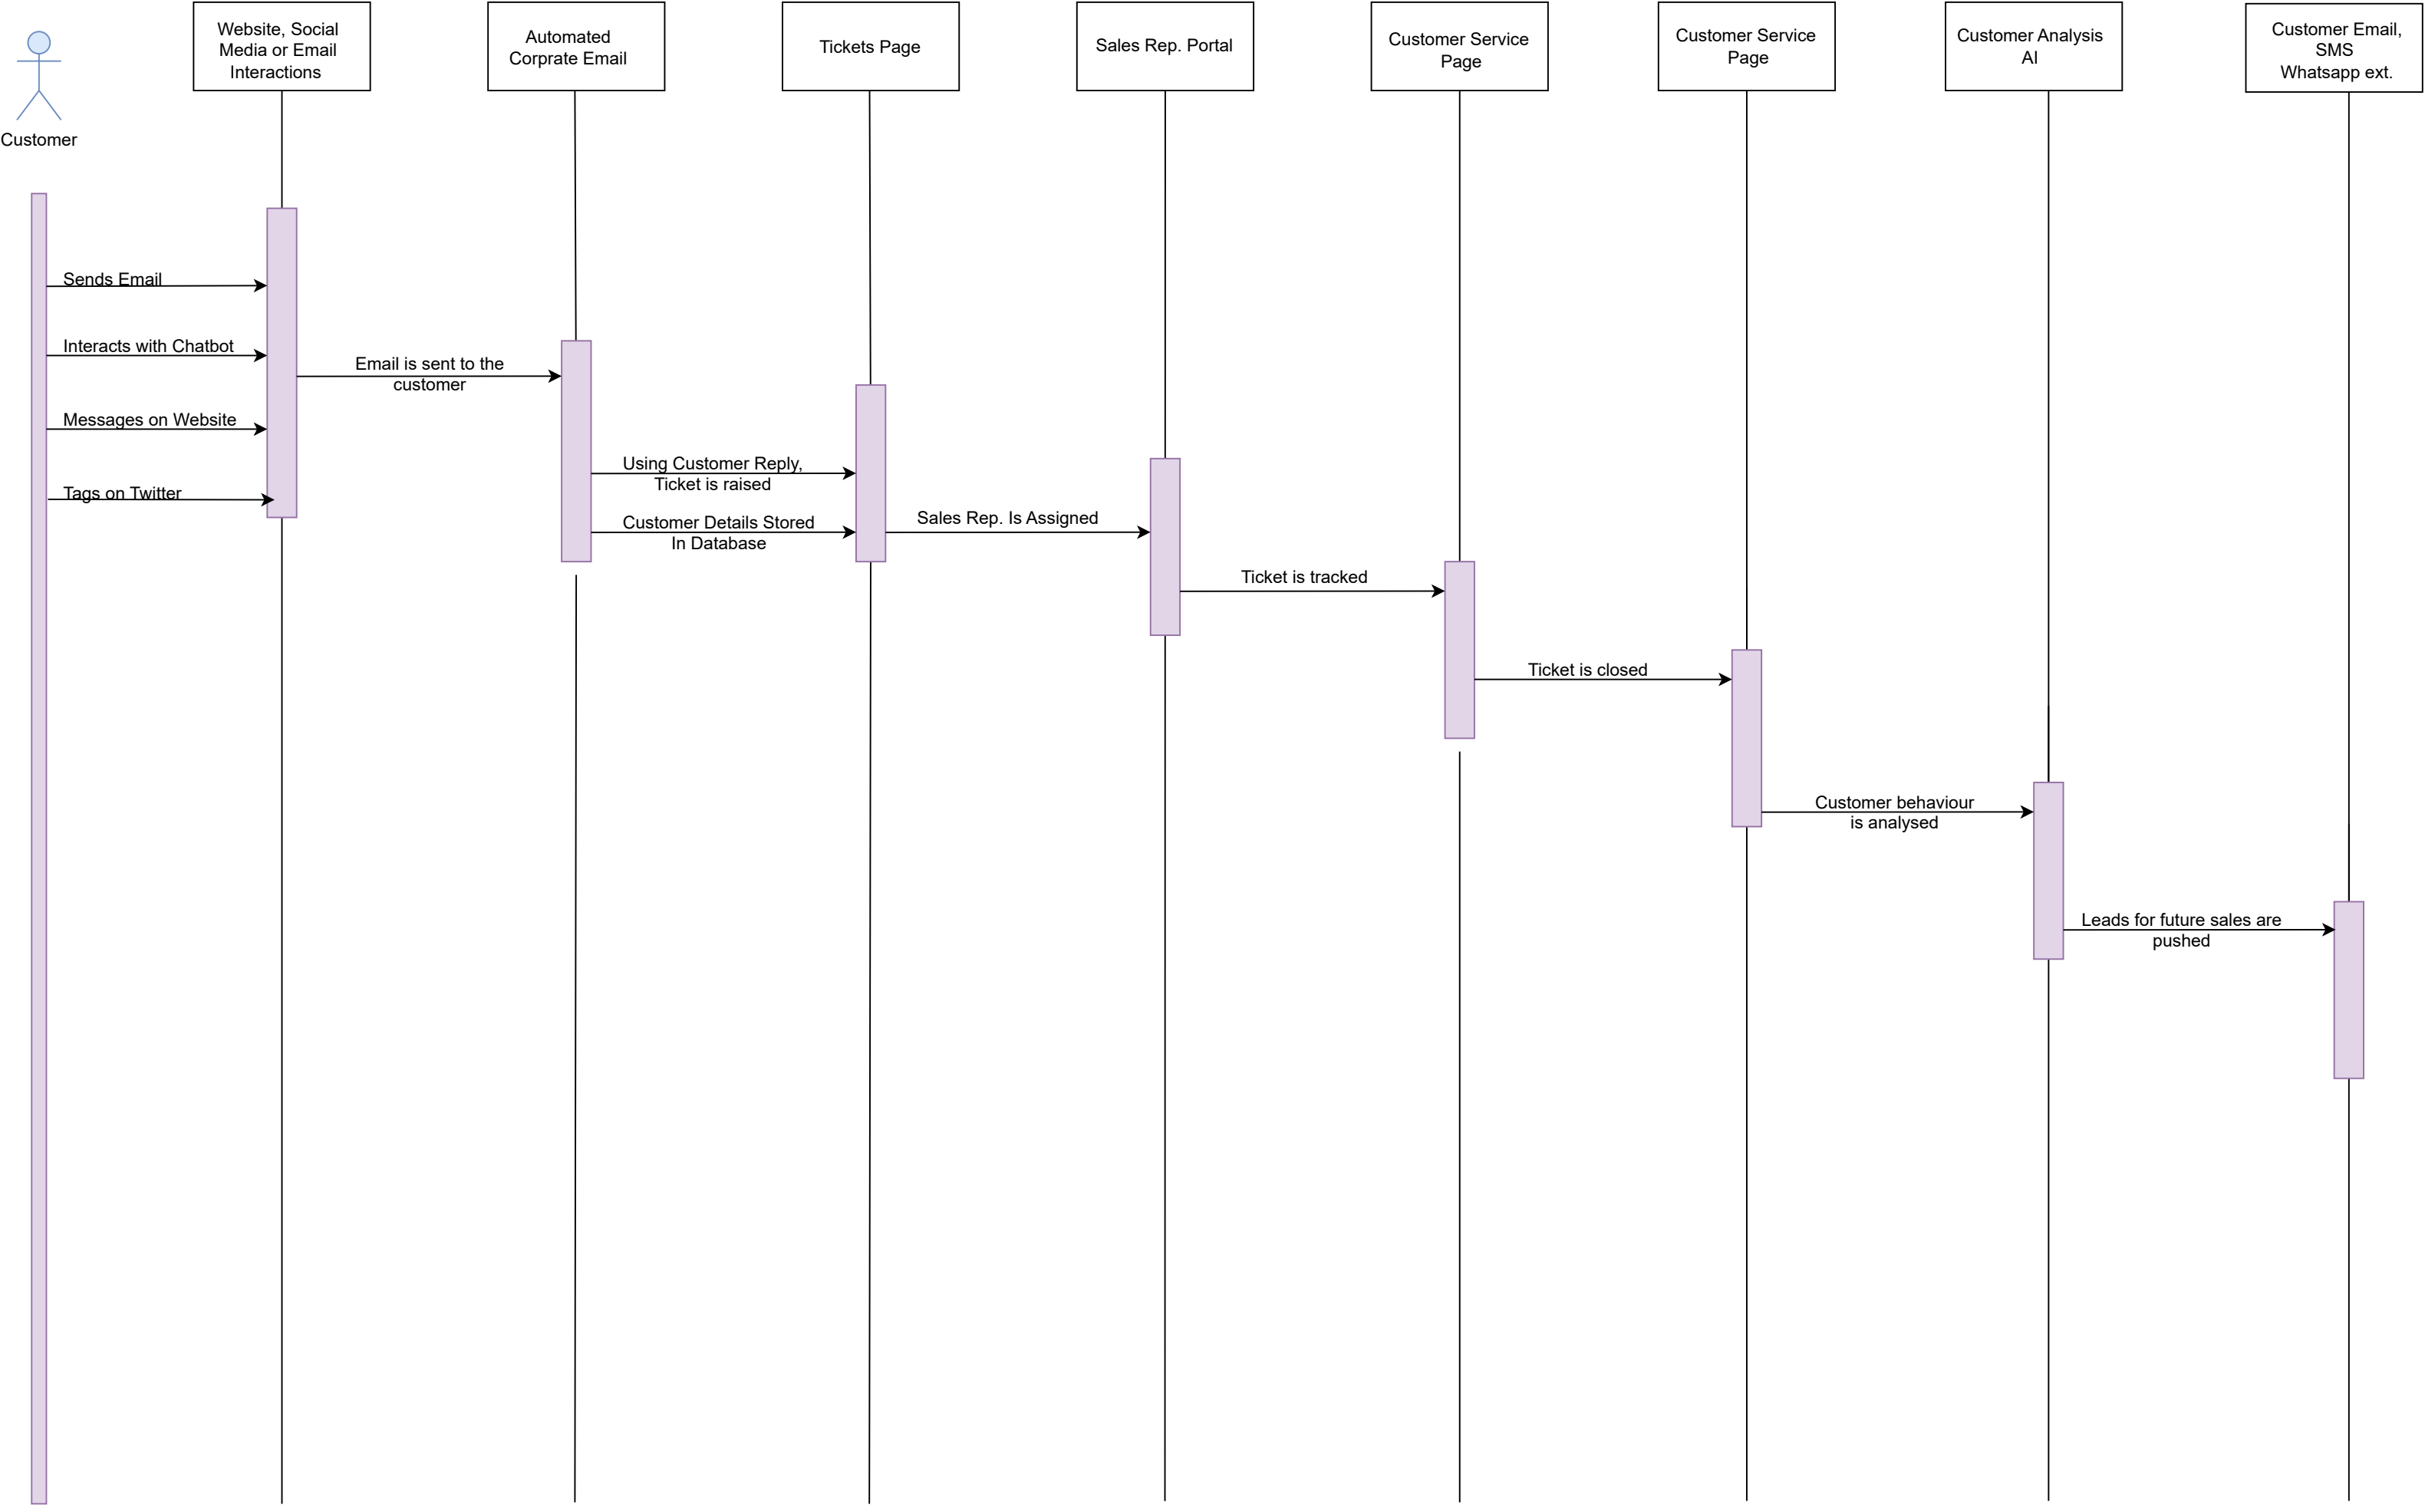 Customer
Website, Social
Media or Email
Interactions
Automated
Corprate Email
Tickets Page
Sales Rep. Portal
Customer Service
Page
Customer Service
Page
Customer Analysis
AI
Customer Email,
SMS
Whatsapp ext.
Sends Email
Interacts with Chatbot
Messages on Website
Tags on Twitter
Email is sent to the
customer
Using Customer Reply,
Ticket is raised
Customer Details Stored
In Database
Sales Rep. Is Assigned
Ticket is tracked
Ticket is closed
Customer behaviour
is analysed
Leads for future sales are
pushed